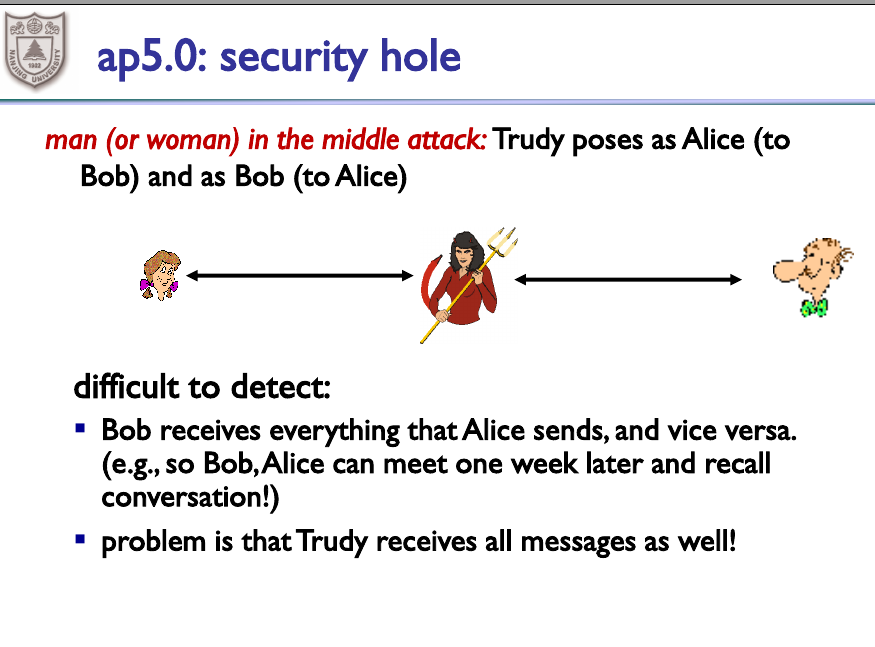 NANJING UNIVERSITY
1902
ap5.0: security hole
man (or woman) in the middle attack: Trudy poses as Alice (to
Bob) and as Bob (to Alice)
difficult to detect:
▪ Bob receives everything that Alice sends, and vice versa.
(e.g., so Bob, Alice can meet one week later and recall
conversation!)
▪ problem is that Trudy receives all messages as well!